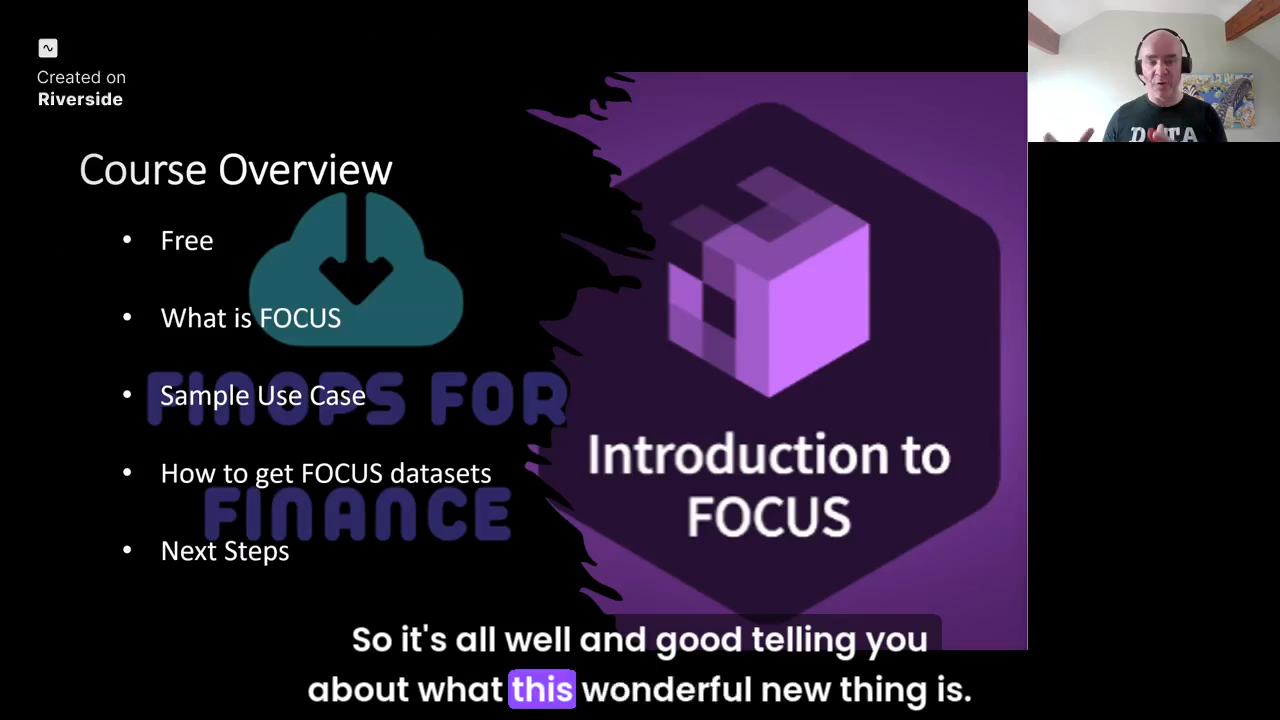 Created on
Riverside
Course Overview
• Free
• What is FOCUS
• Sample Use Case
• How to get FOCUS datasets
• Next Steps
FINOPS FOR
FINANCE
Introduction to
FOCUS
DATA
So it's all well and good telling you
about what this wonderful new thing is.